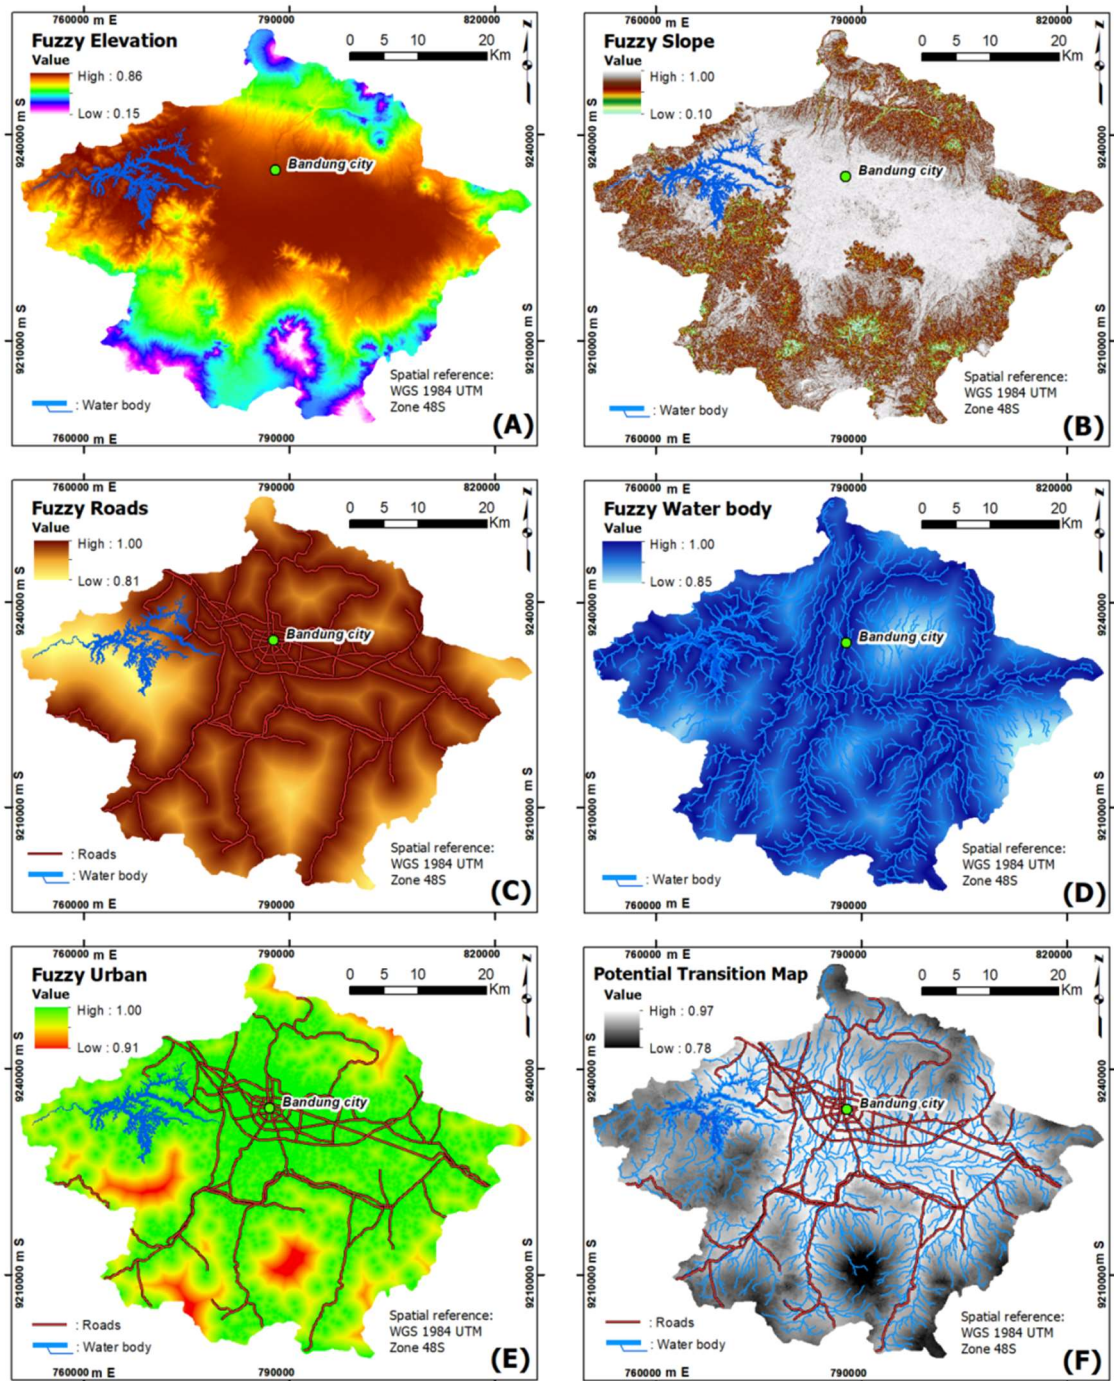 760000 m E 790000 820000
Fuzzy Elevation
Value
High : 0.86
Low : 0.15
0 5 10 20
Km
N
9240000 m S
9240000 m S
Bandung city
9210000 m S
9210000 m S
Spatial reference:
WGS 1984 UTM
Zone 48S
: Water body
(A)
760000 m E 790000 820000
760000 m E 790000 820000
Fuzzy Slope
Value
High : 1.00
Low : 0.10
0 5 10 20
Km
N
9240000 m S
9240000 m S
Bandung city
9210000 m S
9210000 m S
Spatial reference:
WGS 1984 UTM
Zone 48S
: Water body
(B)
760000 m E 790000 820000
760000 m E 790000 820000
Fuzzy Roads
Value
High : 1.00
Low : 0.81
0 5 10 20
Km
N
9240000 m S
9240000 m S
Bandung city
9210000 m S
9210000 m S
: Roads
: Water body
Spatial reference:
WGS 1984 UTM
Zone 48S
(C)
760000 m E 790000 820000
760000 m E 790000 820000
Fuzzy Water body
Value
High : 1.00
Low : 0.85
0 5 10 20
Km
N
9240000 m S
9240000 m S
Bandung city
9210000 m S
9210000 m S
Spatial reference:
WGS 1984 UTM
Zone 48S
: Water body
(D)
760000 m E 790000 820000
760000 m E 790000 820000
Fuzzy Urban
Value
High : 1.00
Low : 0.91
0 5 10 20
Km
N
9240000 m S
9240000 m S
Bandung city
9210000 m S
9210000 m S
: Roads
: Water body
Spatial reference:
WGS 1984 UTM
Zone 48S
(E)
760000 m E 790000 820000
760000 m E 790000 820000
Potential Transition Map
Value
High : 0.97
Low : 0.78
0 5 10 20
Km
N
9240000 m S
9240000 m S
Bandung city
9210000 m S
9210000 m S
: Roads
: Water body
Spatial reference:
WGS 1984 UTM
Zone 48S
(F)
760000 m E 790000 820000